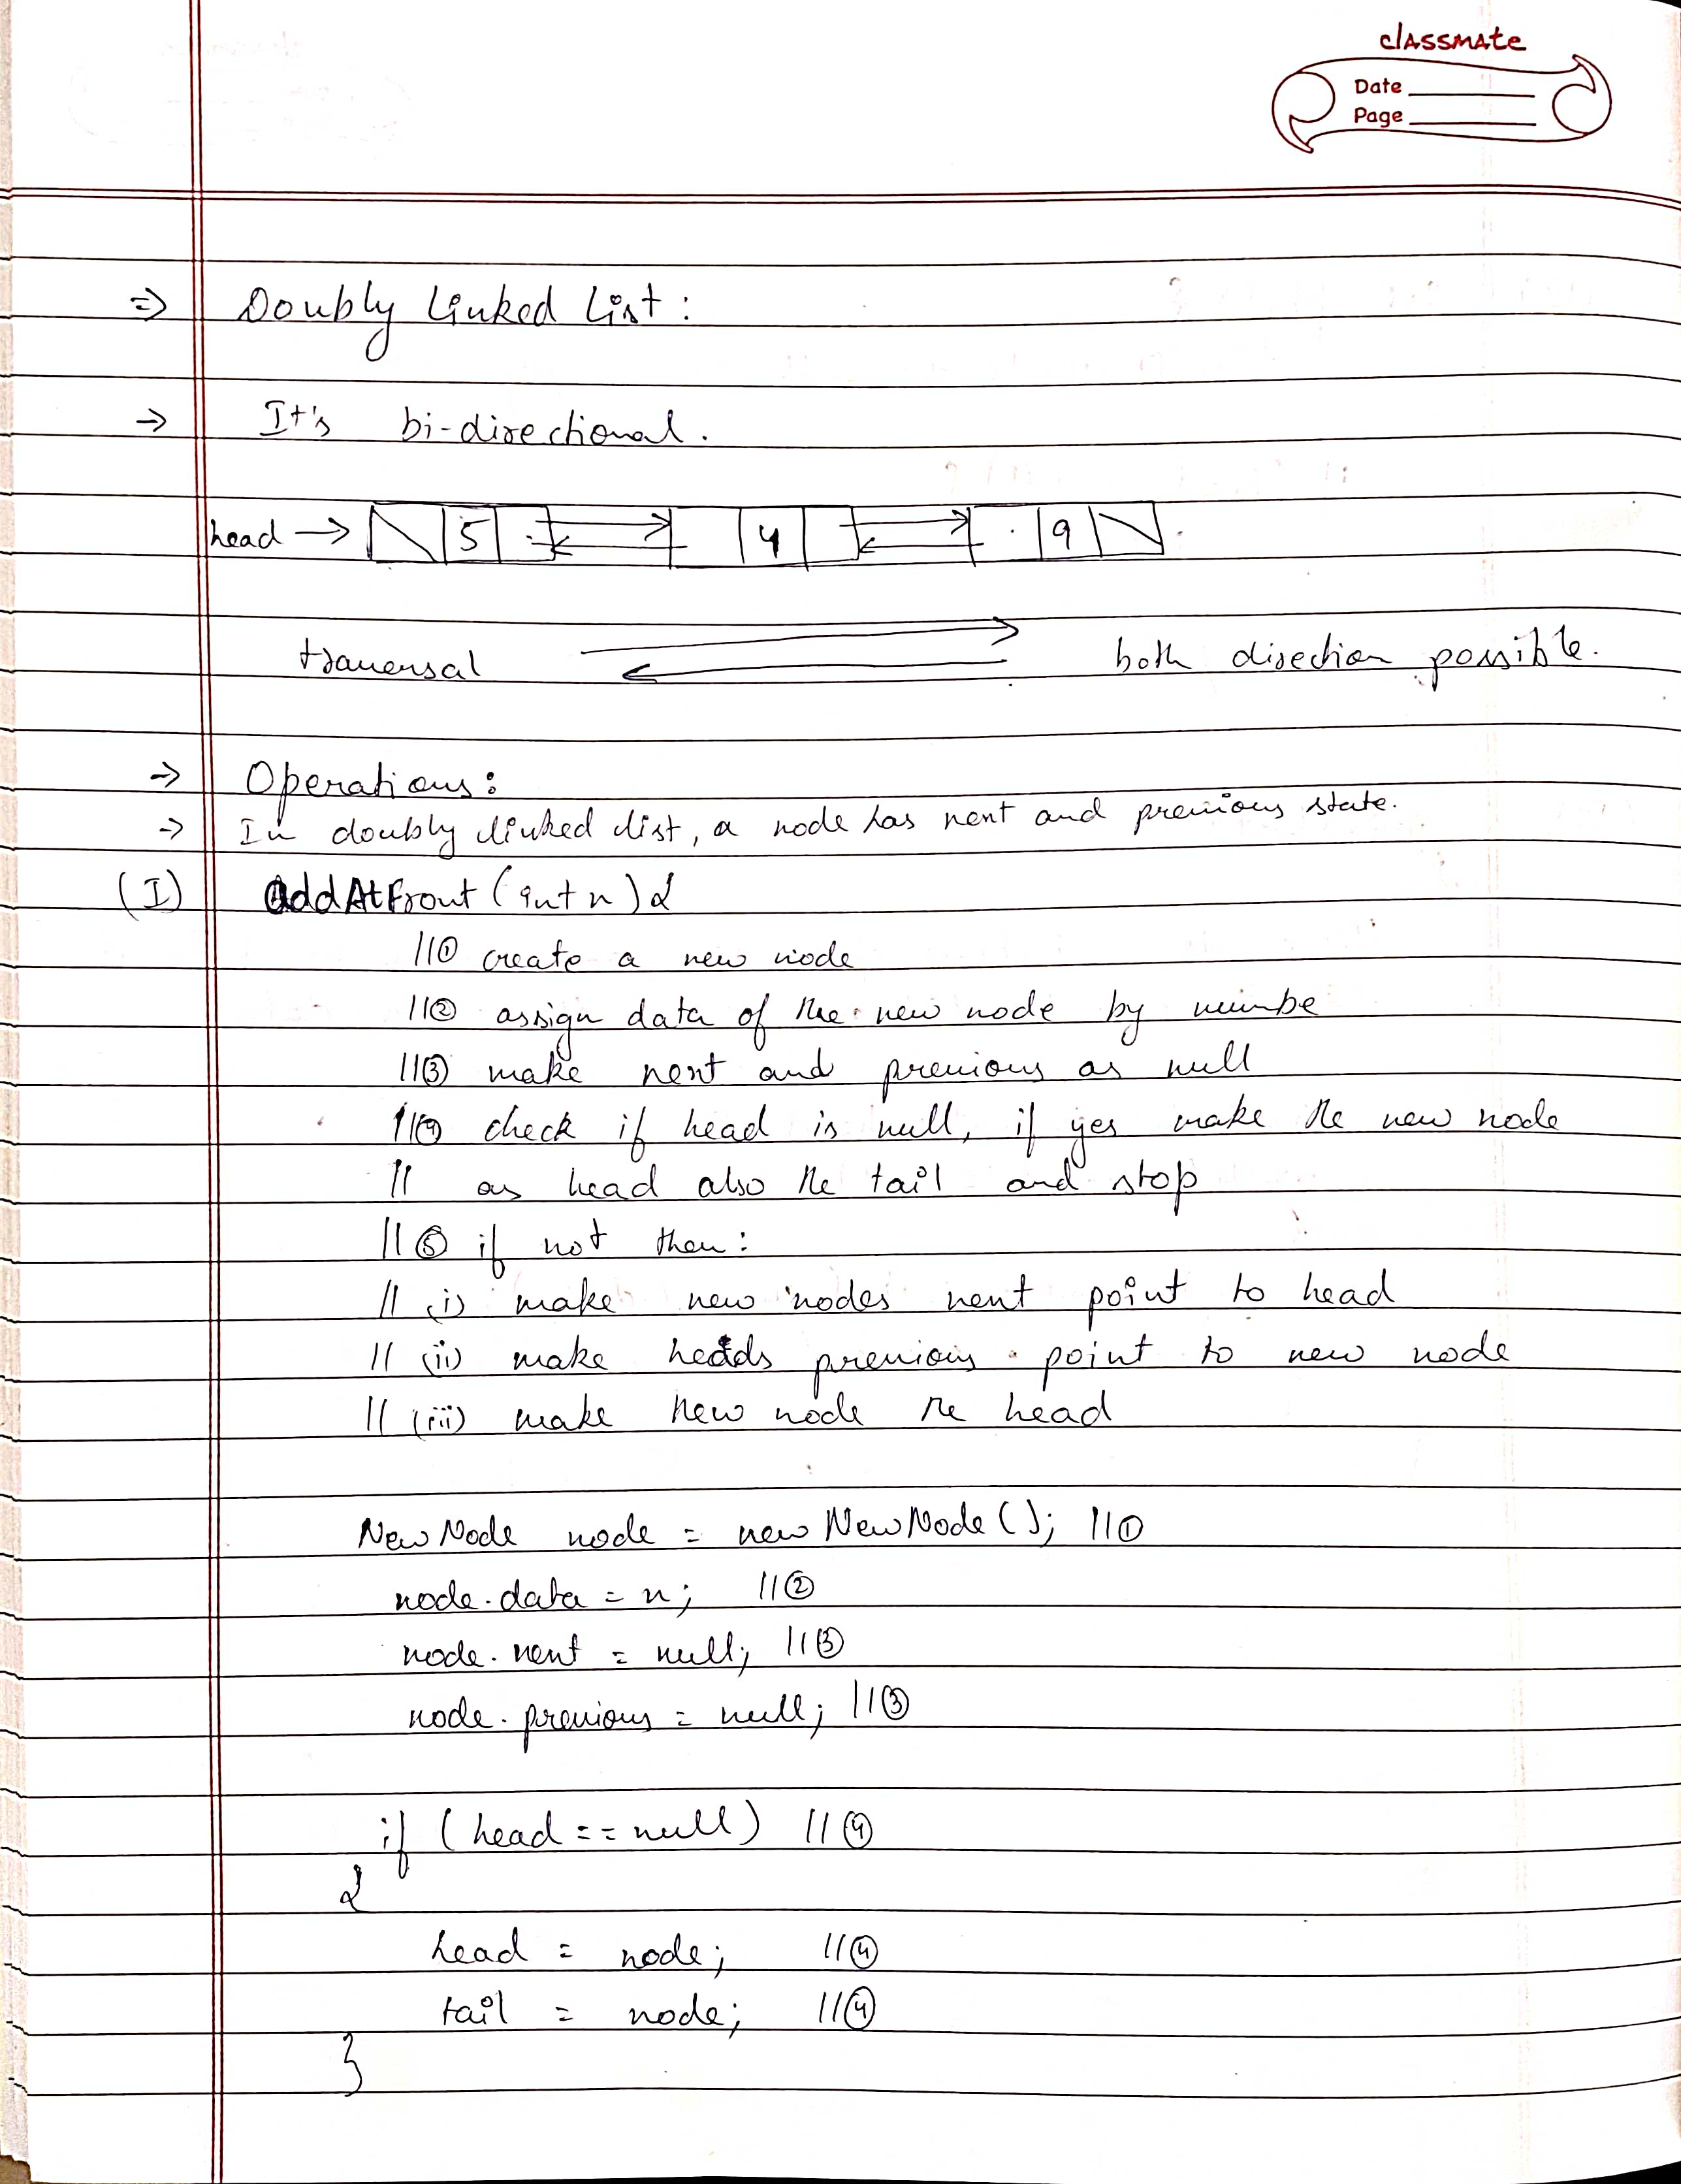 classmate
Date
Page
=> Doubly Linked List:
-> It's bi-directional.
head -> 5 4 9
traversal both direction possible.
-> Operations:
-> In doubly linked list, a node has next and previous state.
(I) addAtFront (int n) {
//① create a new node
//② assign data of the new node by numbe
//③ make next and previous as null
//④ check if head is null, if yes make the new node
// as head also the tail and stop
//⑤ if not then:
// (i) make new nodes next point to head
// (ii) make heads previous point to new node
// (iii) make new node the head
NewNode node = new NewNode(); //①
node.data = n; //②
node.next = null; //③
node.previous = null; //③
if (head == null) //④
{
head = node; //④
tail = node; //④
}